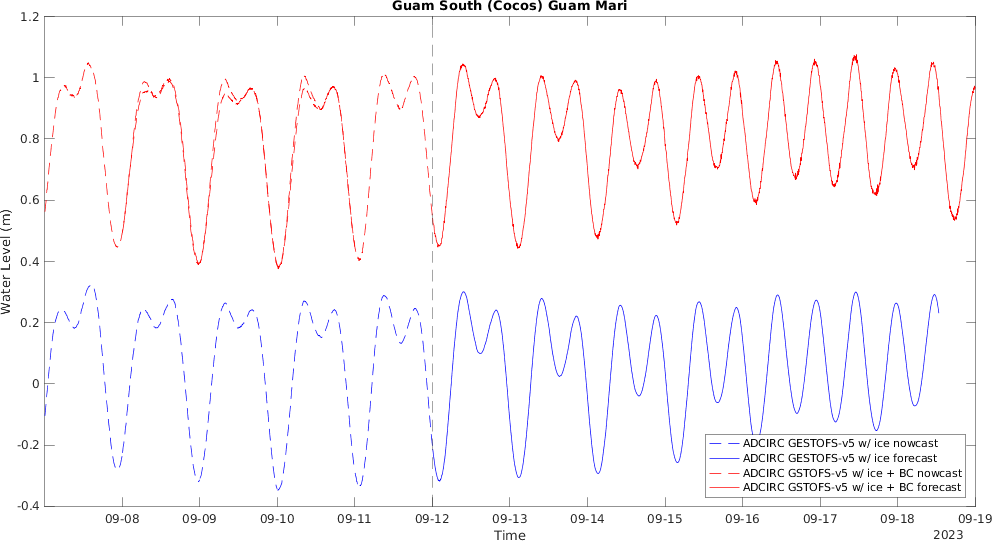 Guam South (Cocos) Guam Mari
1.2
1
0.8
0.6
0.4
0.2
0
-0.2
-0.4
Water Level (m)
ADCIRC GESTOFS-v5 w/ ice nowcast
ADCIRC GESTOFS-v5 w/ ice forecast
ADCIRC GSTOFS-v5 w/ ice + BC nowcast
ADCIRC GSTOFS-v5 w/ ice + BC forecast
09-08 09-09 09-10 09-11 09-12 09-13 09-14 09-15 09-16 09-17 09-18 09-19
Time
2023